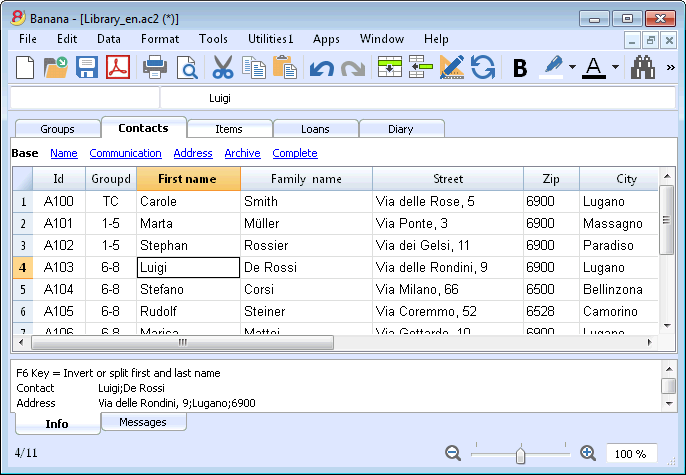 Banana - [Library_en.ac2 (*)]
File Edit Data Format Tools Utilities1 Apps Window Help
B A »
Luigi
Groups Contacts Items Loans Diary
Base Name Communication Address Archive Complete
Id Groupd First name Family name Street Zip City
1 A100 TC Carole Smith Via delle Rose, 5 6900 Lugano
2 A101 1-5 Marta Müller Via Ponte, 3 6900 Massagno
3 A102 1-5 Stephan Rossier Via dei Gelsi, 11 6900 Paradiso
4 A103 6-8 Luigi De Rossi Via delle Rondini, 9 6900 Lugano
5 A104 6-8 Stefano Corsi Via Milano, 66 6500 Bellinzona
6 A105 6-8 Rudolf Steiner Via Coremmo, 52 6528 Camorino
7 A106 6-8 Marisa Mattei Via Gottardo, 10 6900 Lugano
F6 Key = Invert or split first and last name
Contact Luigi;De Rossi
Address Via delle Rondini, 9;Lugano;6900
Info Messages
4/11 100 %